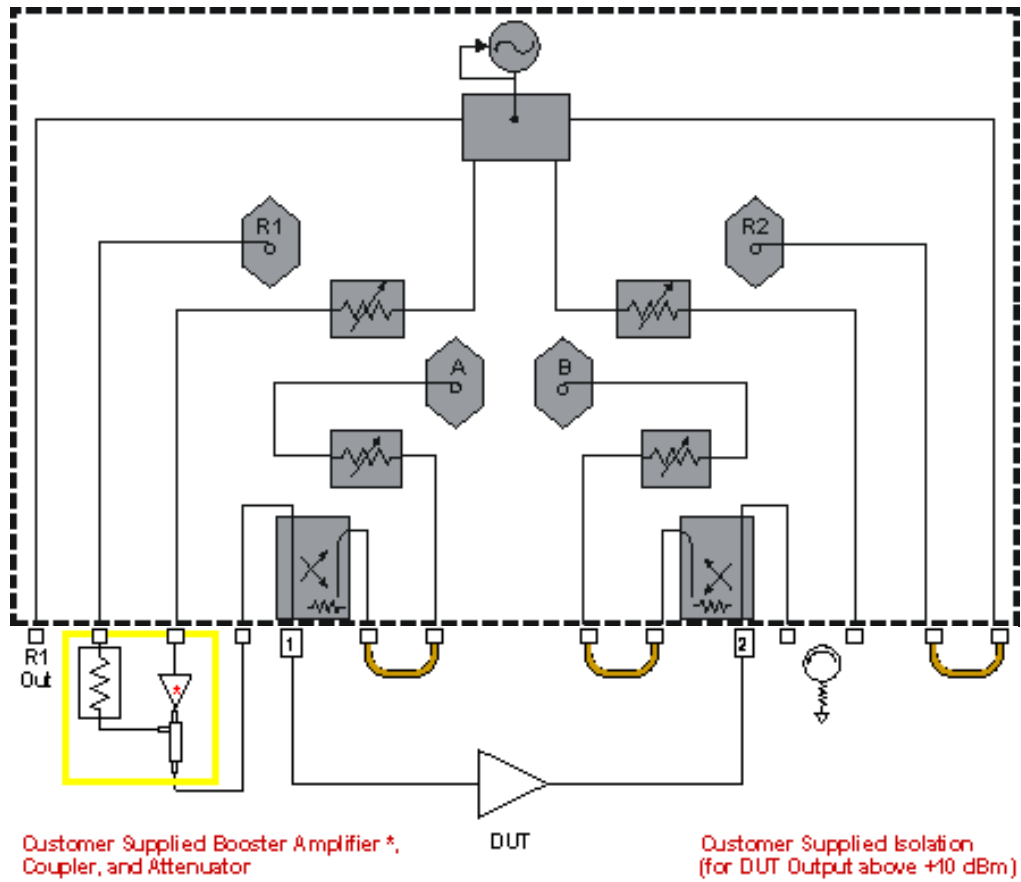 R1
R2
A
B
R1
Out
1
2
*
DUT
Customer Supplied Booster Amplifier *,
Coupler, and Attenuator
Customer Supplied Isolation
(for DUT Output above +10 dBm)